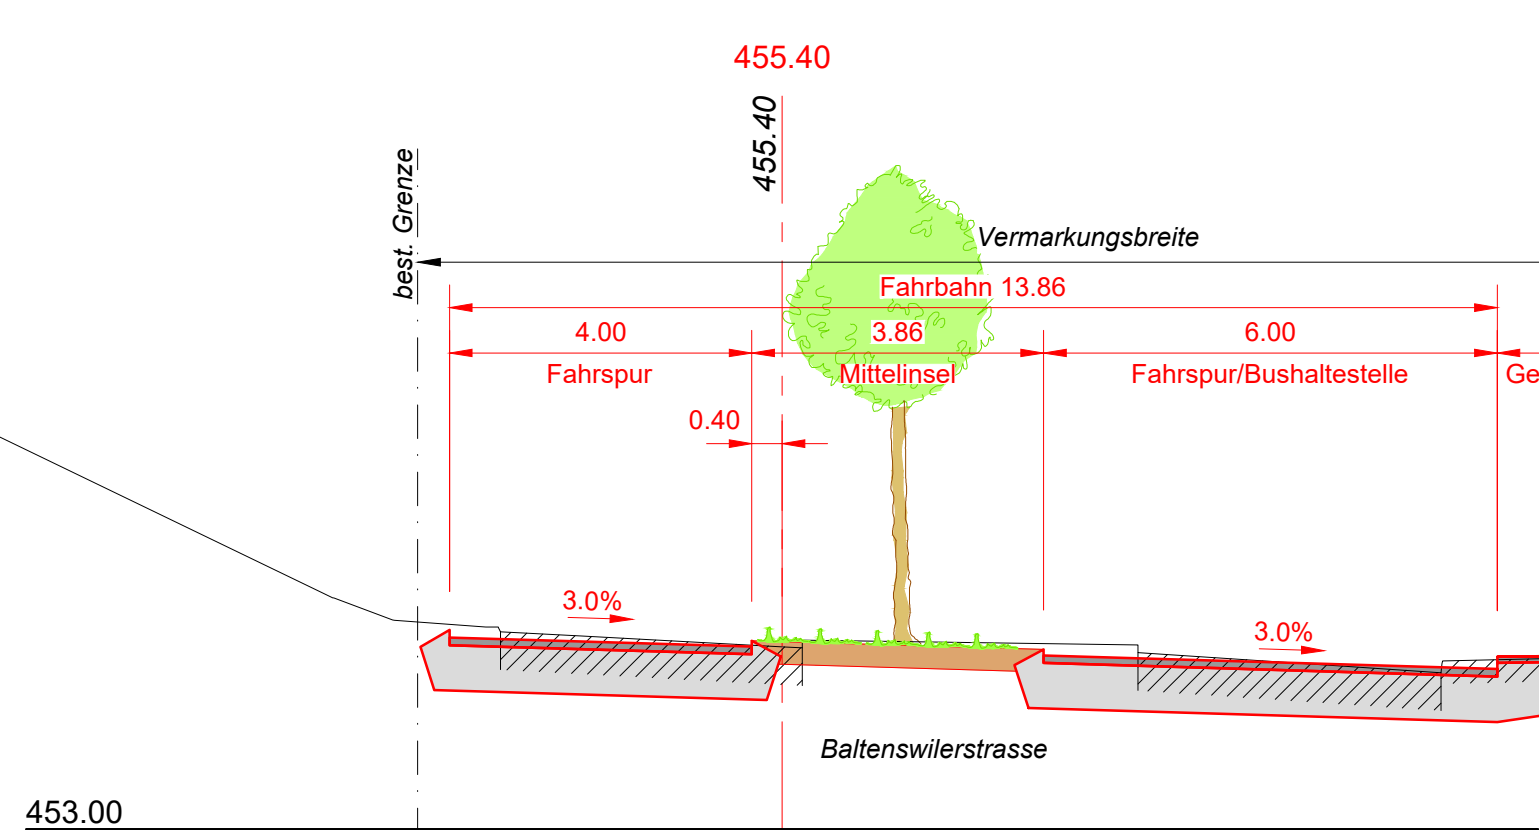 455.40
455.40
best. Grenze
Vermarkungsbreite
Fahrbahn 13.86
4.00
3.86
6.00
Fahrspur
Mittelinsel
Fahrspur/Bushaltestelle
Ge
0.40
3.0%
3.0%
Baltenswilerstrasse
453.00